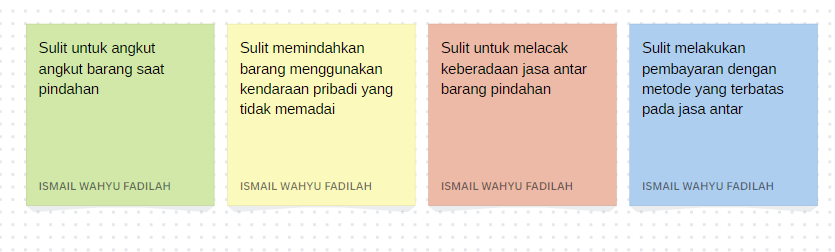 Sulit untuk angkut
angkut barang saat
pindahan
ISMAIL WAHYU FADILAH
Sulit memindahkan
barang menggunakan
kendaraan pribadi yang
tidak memadai
ISMAIL WAHYU FADILAH
Sulit untuk melacak
keberadaan jasa antar
barang pindahan
ISMAIL WAHYU FADILAH
Sulit melakukan
pembayaran dengan
metode yang terbatas
pada jasa antar
ISMAIL WAHYU FADILAH